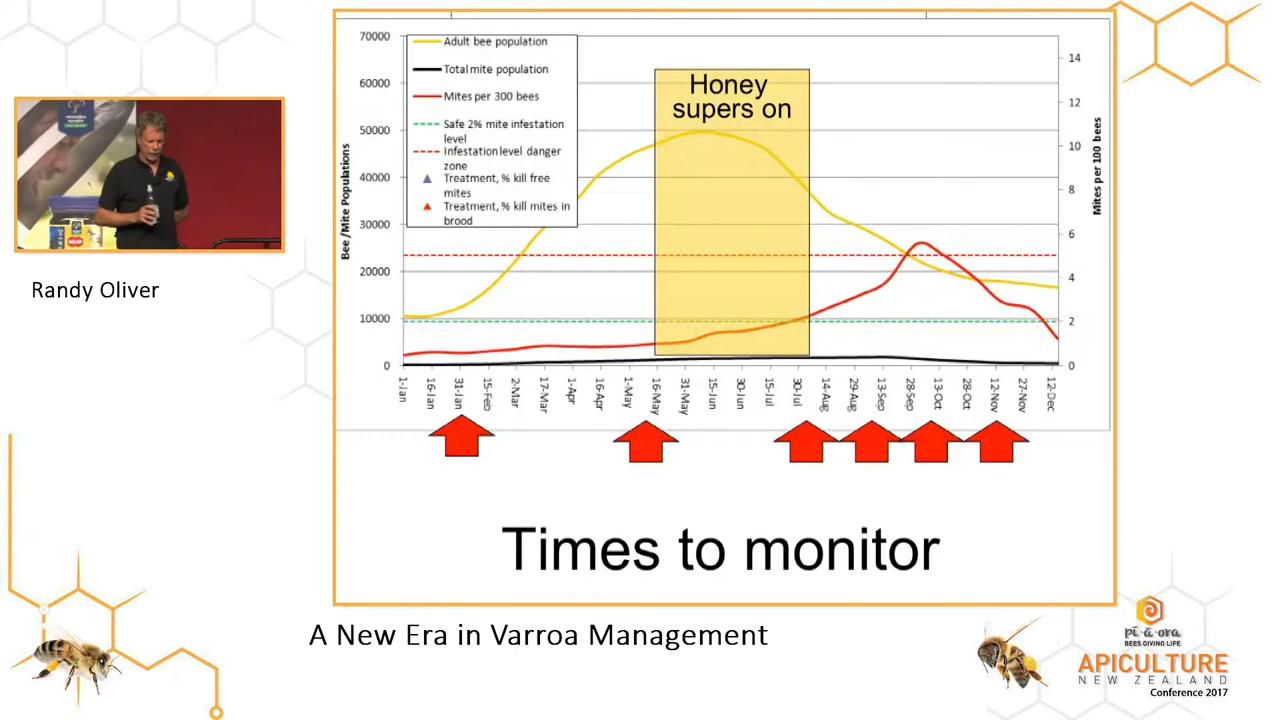 70000
60000
50000
40000
30000
20000
10000
0
Bee /Mite Populations
Adult bee population
Total mite population
Mites per 300 bees
Safe 2% mite infestation
level
Infestation level danger
zone
Treatment, % kill free
mites
Treatment, % kill mites in
brood
Honey
supers on
14
12
10
8
6
4
2
0
Mites per 100 bees
1-Jan
16-Jan
31-Jan
15-Feb
2-Mar
17-Mar
1-Apr
16-Apr
1-May
16-May
31-May
15-Jun
30-Jun
15-Jul
30-Jul
14-Aug
29-Aug
13-Sep
28-Sep
13-Oct
28-Oct
12-Nov
27-Nov
12-Dec
Times to monitor
Randy Oliver
A New Era in Varroa Management
pī-ā-ora
BEES GIVING LIFE
APICULTURE
NEW ZEALAND
Conference 2017